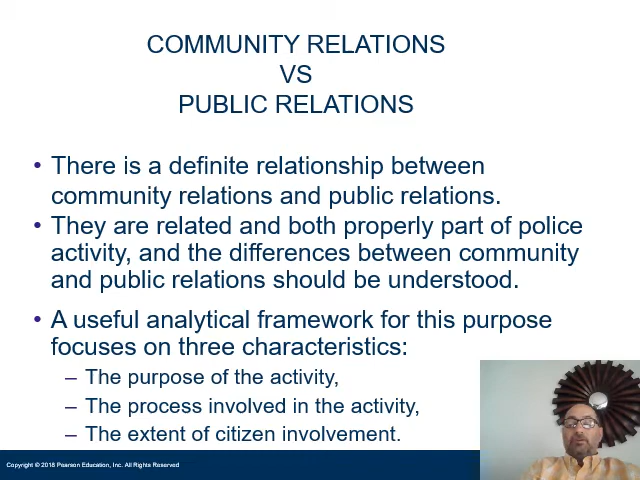 COMMUNITY RELATIONS
VS
PUBLIC RELATIONS
• There is a definite relationship between
community relations and public relations.
• They are related and both properly part of police
activity, and the differences between community
and public relations should be understood.
• A useful analytical framework for this purpose
focuses on three characteristics:
– The purpose of the activity,
– The process involved in the activity,
– The extent of citizen involvement.
Copyright © 2018 Pearson Education, Inc. All Rights Reserved